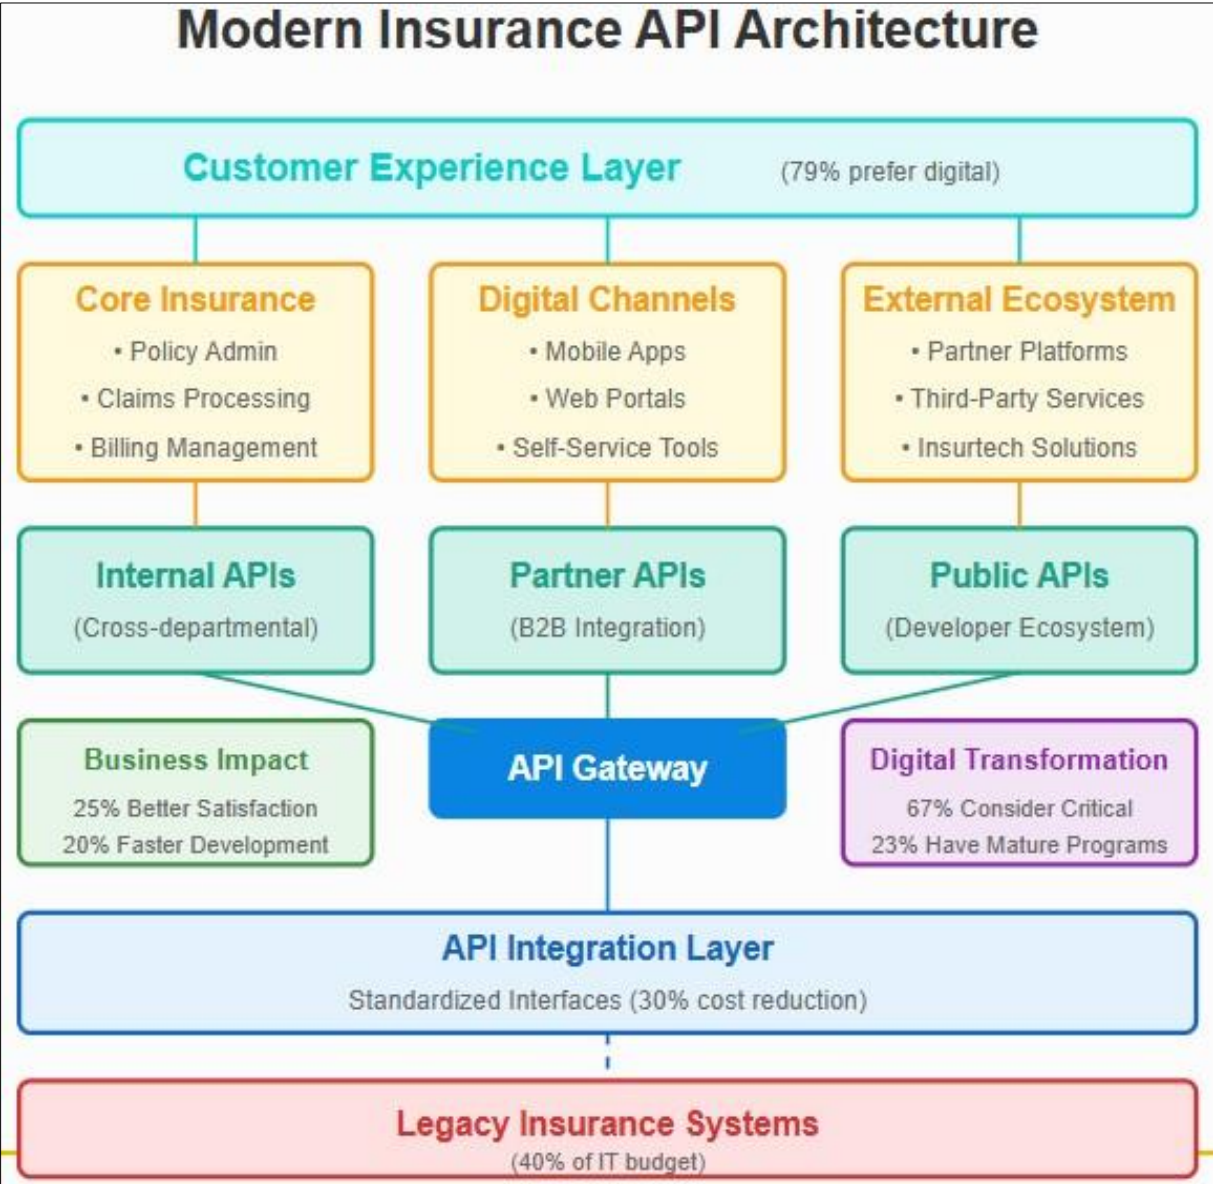 Modern Insurance API Architecture
Customer Experience Layer (79% prefer digital)
Core Insurance
• Policy Admin
• Claims Processing
• Billing Management
Digital Channels
• Mobile Apps
• Web Portals
• Self-Service Tools
External Ecosystem
• Partner Platforms
• Third-Party Services
• Insurtech Solutions
Internal APIs
(Cross-departmental)
Partner APIs
(B2B Integration)
Public APIs
(Developer Ecosystem)
Business Impact
25% Better Satisfaction
20% Faster Development
API Gateway
Digital Transformation
67% Consider Critical
23% Have Mature Programs
API Integration Layer
Standardized Interfaces (30% cost reduction)
Legacy Insurance Systems
(40% of IT budget)